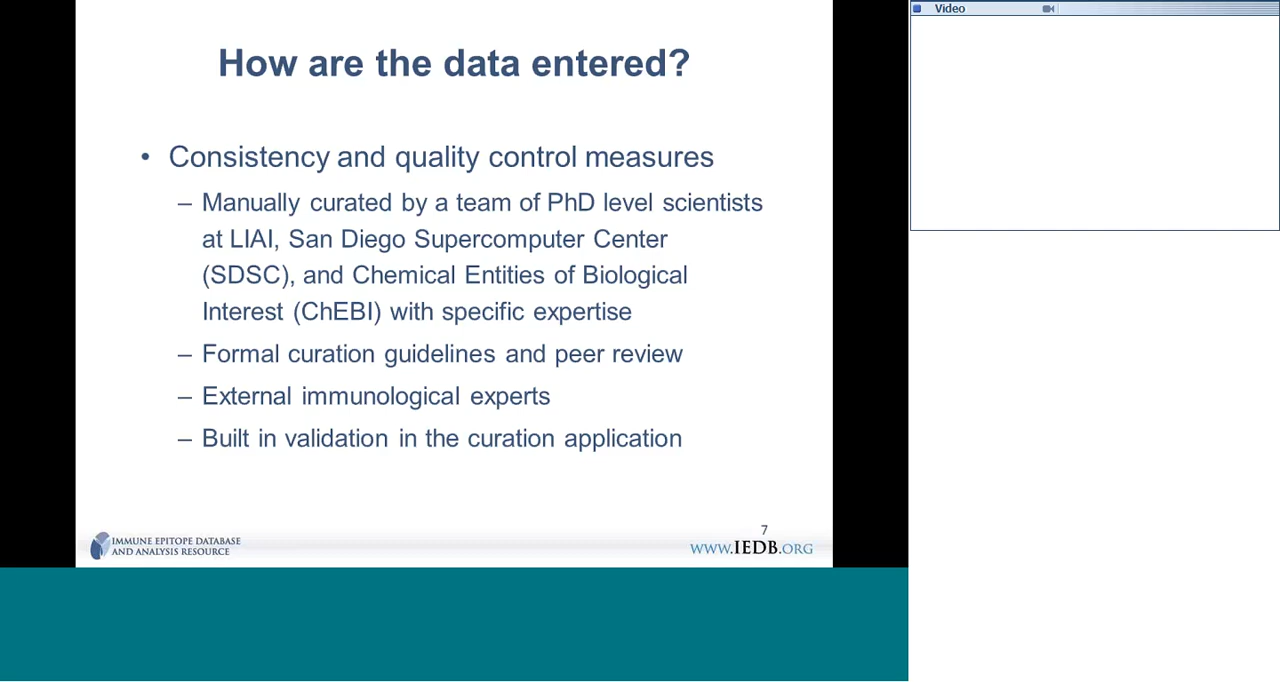 How are the data entered?
• Consistency and quality control measures
– Manually curated by a team of PhD level scientists
at LIAI, San Diego Supercomputer Center
(SDSC), and Chemical Entities of Biological
Interest (ChEBI) with specific expertise
– Formal curation guidelines and peer review
– External immunological experts
– Built in validation in the curation application
7
IMMUNE EPITOPE DATABASE
AND ANALYSIS RESOURCE
WWW.IEDB.ORG
Video